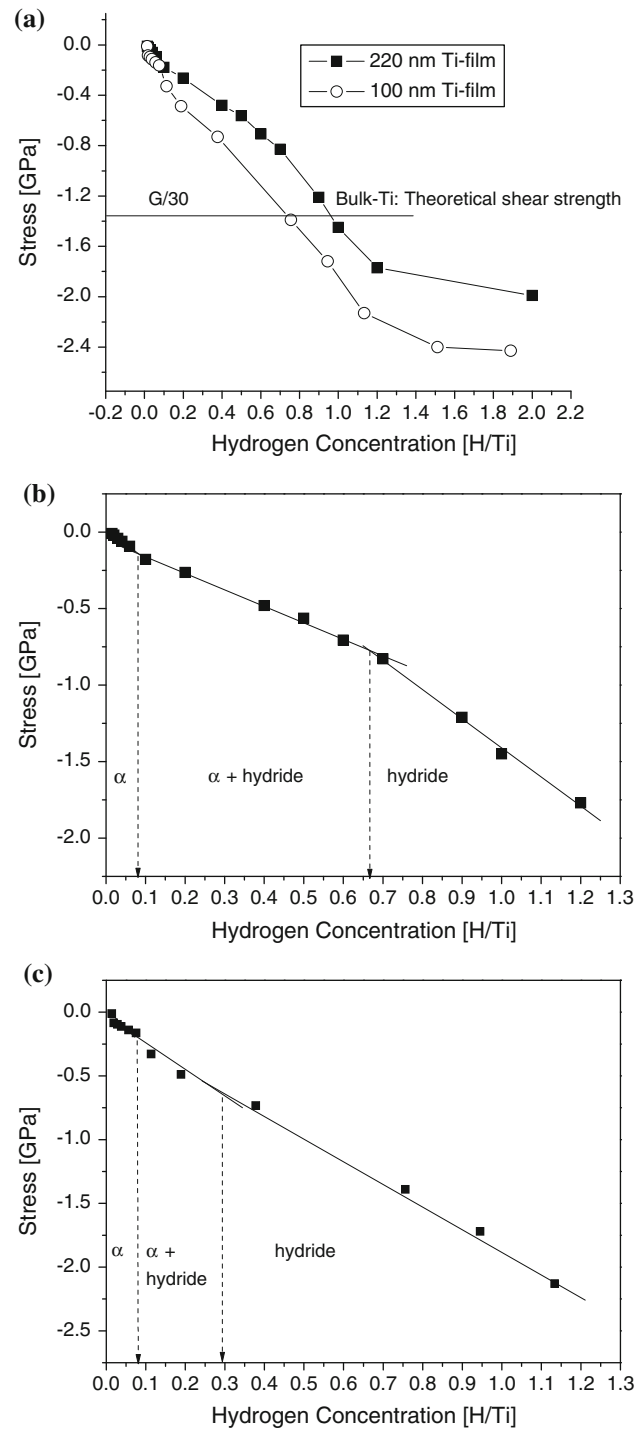 (a)
0.0
-0.4
-0.8
-1.2
-1.6
-2.0
-2.4
Stress [GPa]
220 nm Ti-film
100 nm Ti-film
G/30
Bulk-Ti: Theoretical shear strength
-0.2 0.0 0.2 0.4 0.6 0.8 1.0 1.2 1.4 1.6 1.8 2.0 2.2
Hydrogen Concentration [H/Ti]
(b)
0.0
-0.5
-1.0
-1.5
-2.0
Stress [GPa]
α
α + hydride
hydride
0.0 0.1 0.2 0.3 0.4 0.5 0.6 0.7 0.8 0.9 1.0 1.1 1.2 1.3
Hydrogen Concentration [H/Ti]
(c)
0.0
-0.5
-1.0
-1.5
-2.0
-2.5
Stress [GPa]
α
α +
hydride
hydride
0.0 0.1 0.2 0.3 0.4 0.5 0.6 0.7 0.8 0.9 1.0 1.1 1.2 1.3
Hydrogen Concentration [H/Ti]